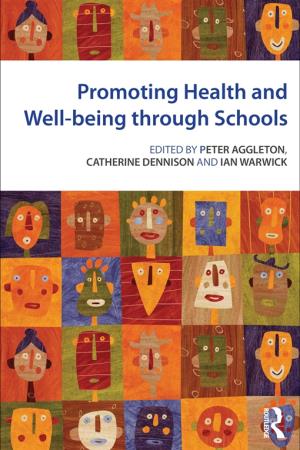 Promoting Health and
Well-being through Schools
EDITED BY PETER AGGLETON,
CATHERINE DENNISON AND IAN WARWICK
ROUTLEDGE